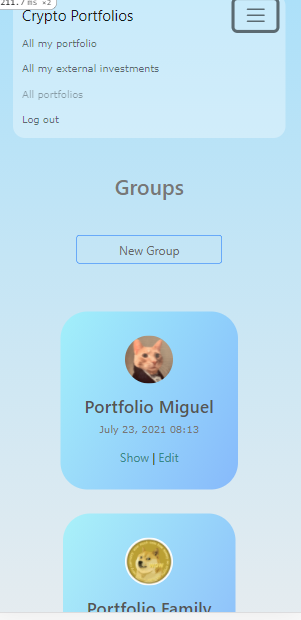 211.7 ms ×2
Crypto Portfolios
All my portfolio
All my external investments
All portfolios
Log out
Groups
New Group
Portfolio Miguel
July 23, 2021 08:13
Show | Edit
Portfolio Family